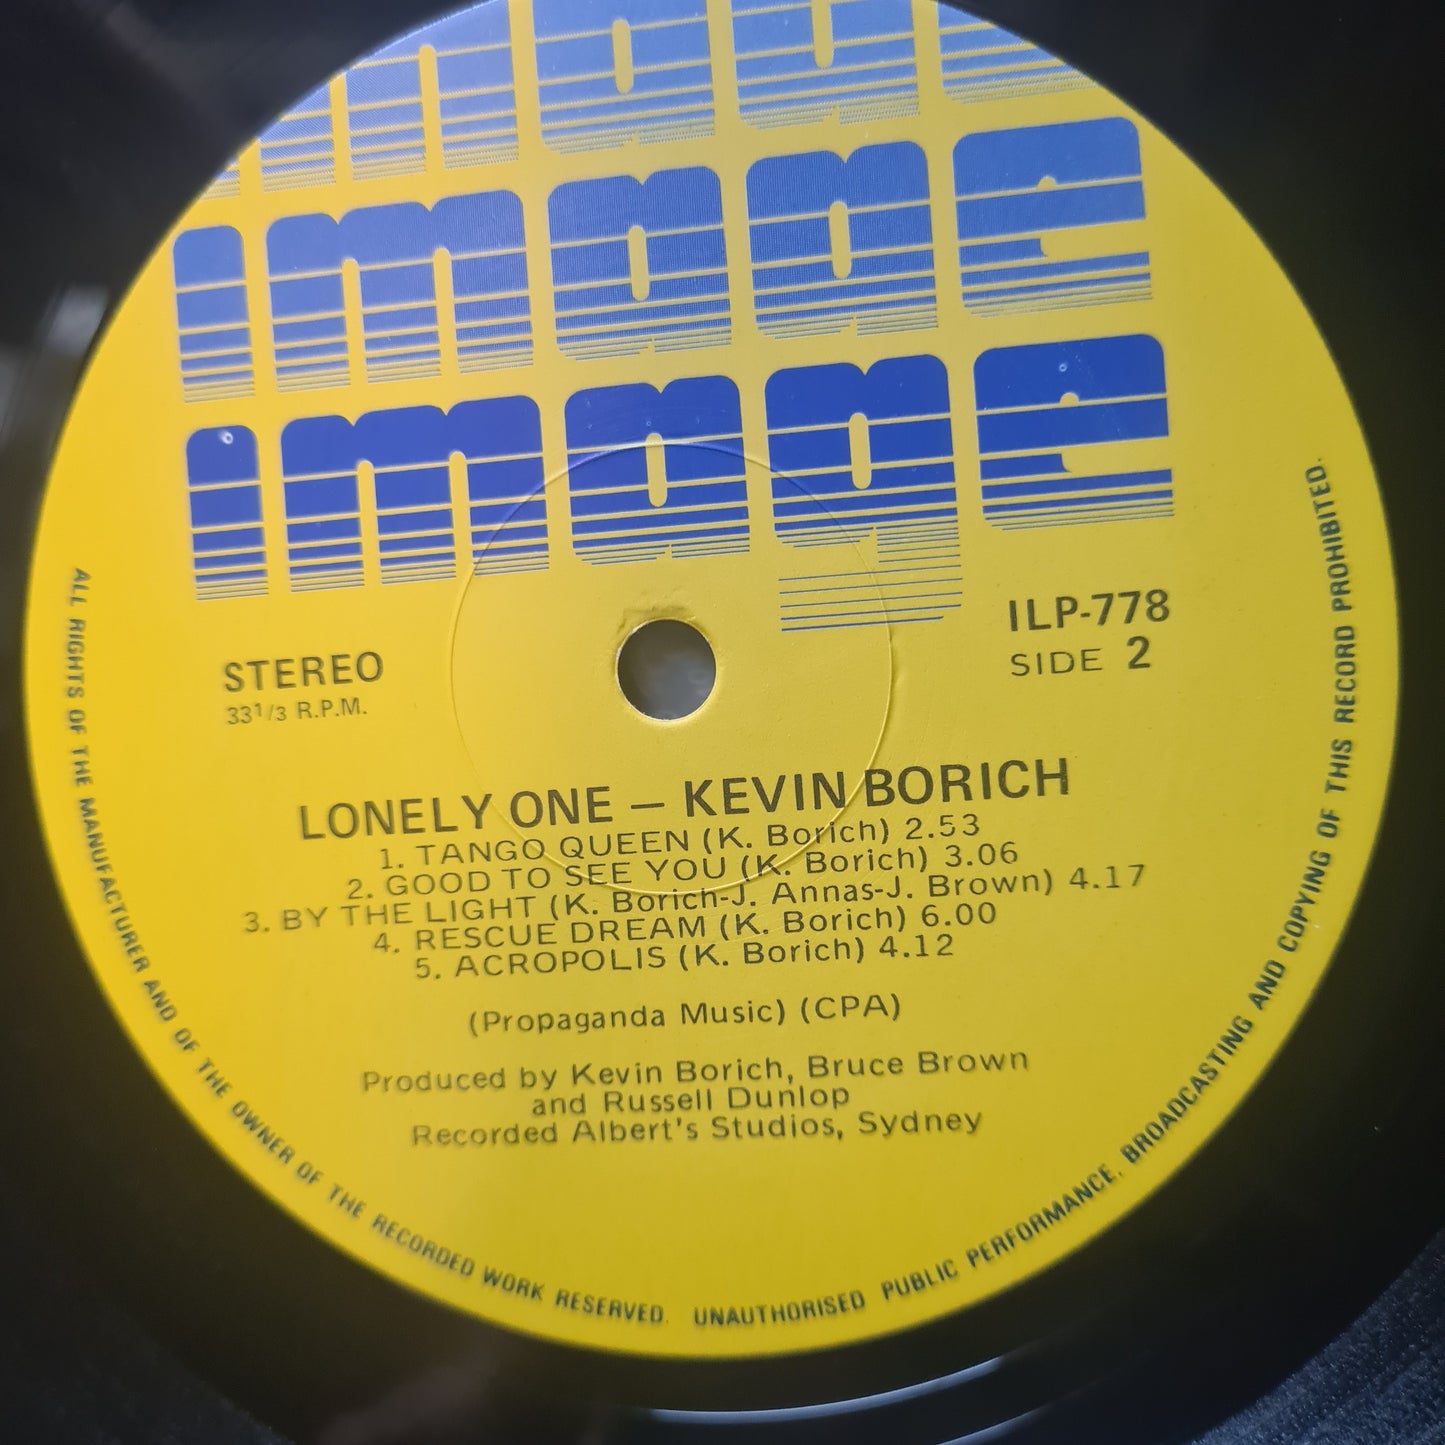 image
image
STEREO
33 1/3 R.P.M.
ILP-778
SIDE 2
LONELY ONE – KEVIN BORICH
1. TANGO QUEEN (K. Borich) 2.53
2. GOOD TO SEE YOU (K. Borich) 3.06
3. BY THE LIGHT (K. Borich-J. Annas-J. Brown) 4.17
4. RESCUE DREAM (K. Borich) 6.00
5. ACROPOLIS (K. Borich) 4.12
(Propaganda Music) (CPA)
Produced by Kevin Borich, Bruce Brown
and Russell Dunlop
Recorded Albert's Studios, Sydney
ALL RIGHTS OF THE MANUFACTURER AND OF THE OWNER OF THE RECORDED WORK RESERVED. UNAUTHORISED PUBLIC PERFORMANCE, BROADCASTING AND COPYING OF THIS RECORD PROHIBITED.